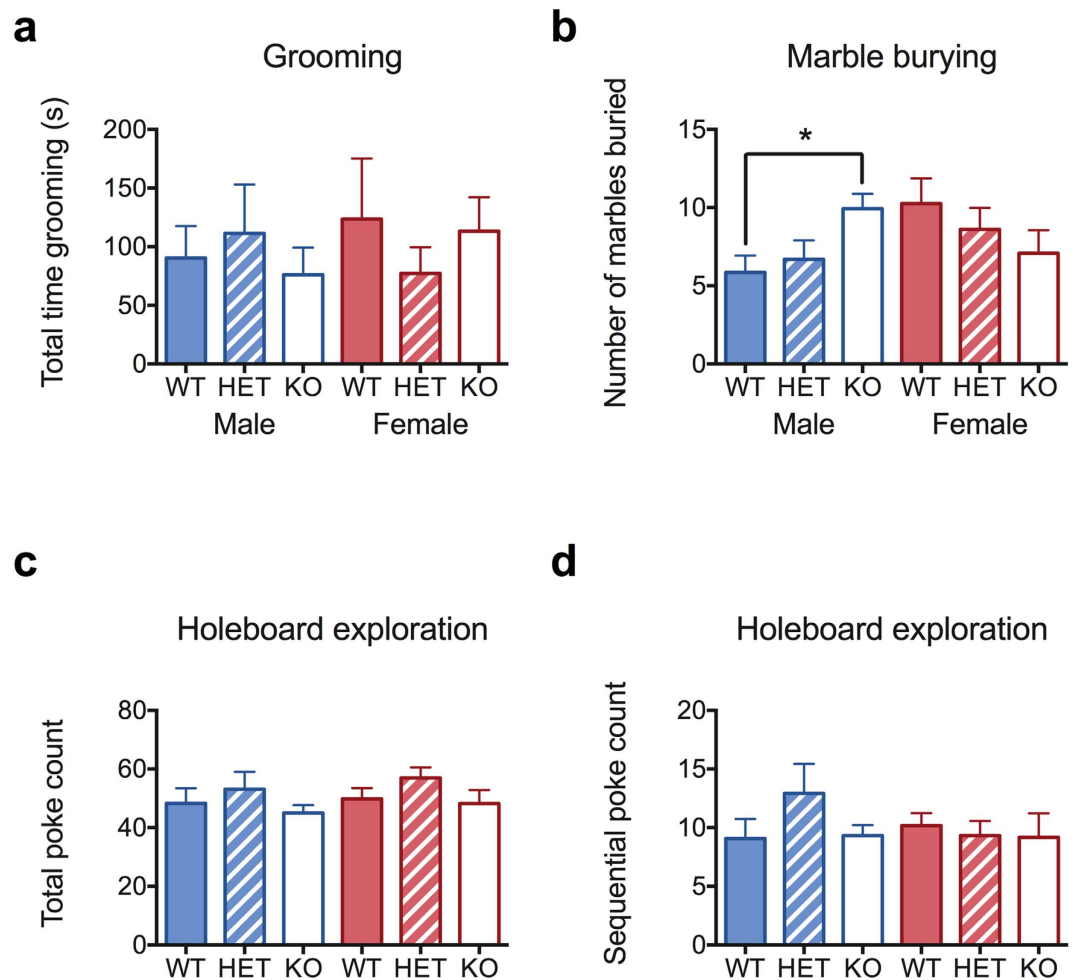 a
Grooming
Total time grooming (s)
200
150
100
50
0
WT HET KO WT HET KO
Male Female
b
Marble burying
Number of marbles buried
15
10
5
0
*
WT HET KO WT HET KO
Male Female
c
Holeboard exploration
Total poke count
80
60
40
20
0
WT HET KO WT HET KO
d
Holeboard exploration
Sequential poke count
20
15
10
5
0
WT HET KO WT HET KO